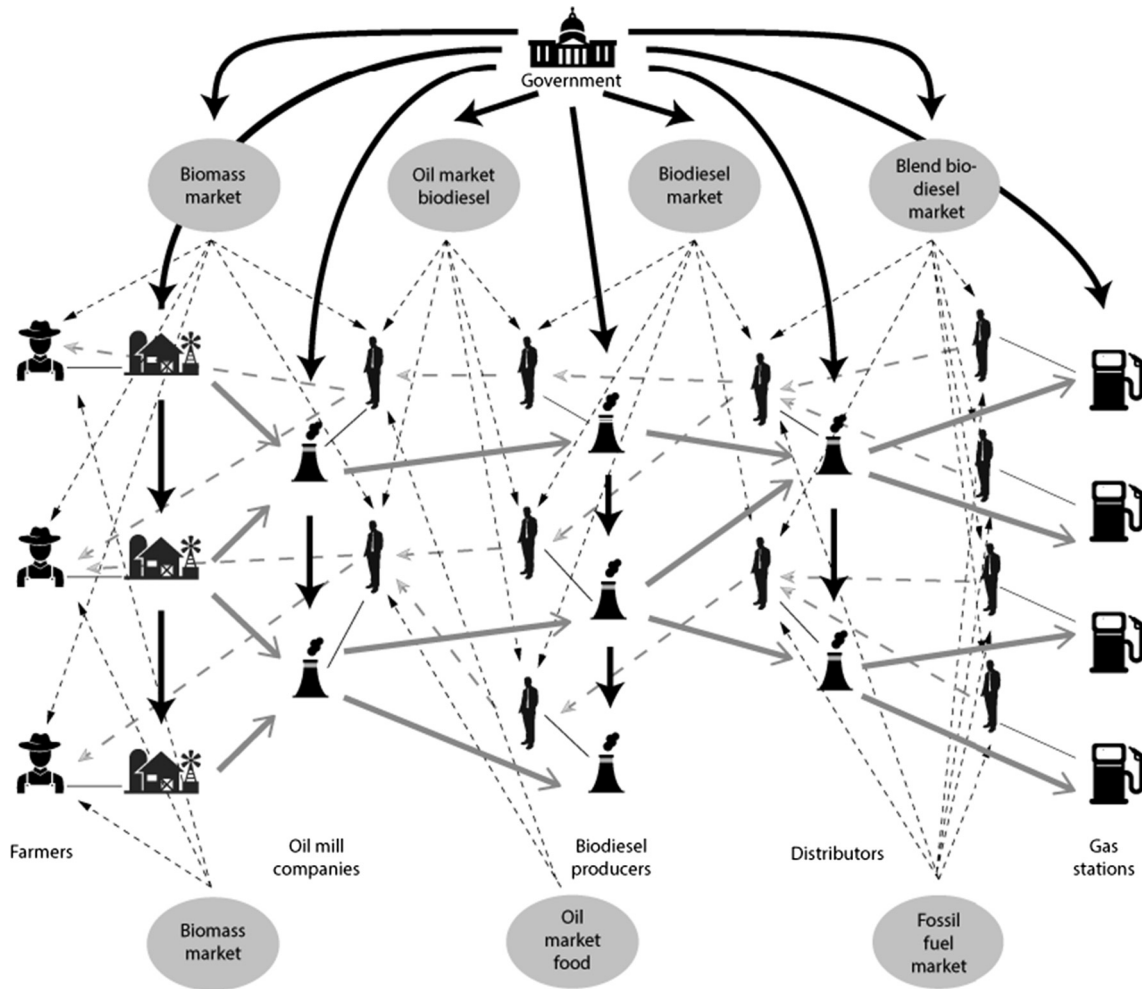 Government
Biomass
market
Oil market
biodiesel
Biodiesel
market
Blend bio-
diesel
market
Farmers
Oil mill
companies
Biodiesel
producers
Distributors
Gas
stations
Biomass
market
Oil
market
food
Fossil
fuel
market